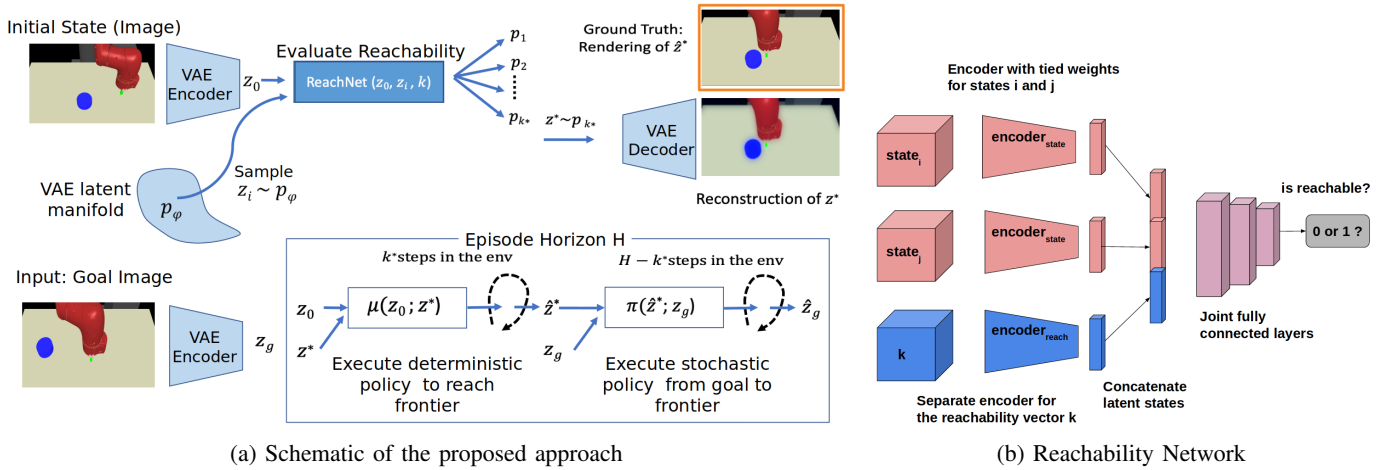 Initial State (Image)
VAE
Encoder
z_0
Evaluate Reachability
ReachNet (z_0, z_i, k)
p_1
p_2
p_{k*}
z*~p_{k*}
Ground Truth:
Rendering of ẑ*
VAE
Decoder
Reconstruction of z*
VAE latent
manifold
p_φ
Sample
z_i ~ p_φ
Input: Goal Image
VAE
Encoder
z_g
Episode Horizon H
k*steps in the env
H − k*steps in the env
z_0
z*
μ(z_0; z*)
ẑ*
z_g
π(ẑ*; z_g)
ẑ_g
Execute deterministic
policy to reach
frontier
Execute stochastic
policy from goal to
frontier
(a) Schematic of the proposed approach
Encoder with tied weights
for states i and j
state_i
encoder_state
state_j
encoder_state
k
encoder_reach
is reachable?
0 or 1 ?
Joint fully
connected layers
Separate encoder for
the reachability vector k
Concatenate
latent states
(b) Reachability Network